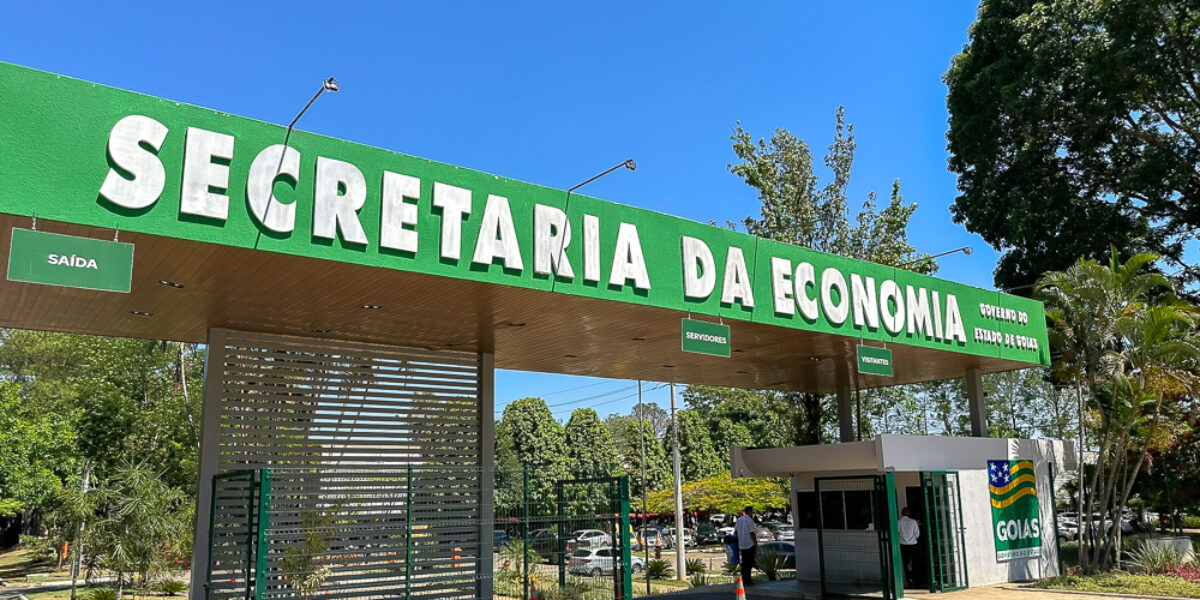 SECRETARIA DA ECONOMIA
GOVERNO DO
ESTADO DE GOIÁS
SAÍDA
SERVIDORES
VISITANTES
GOIÁS